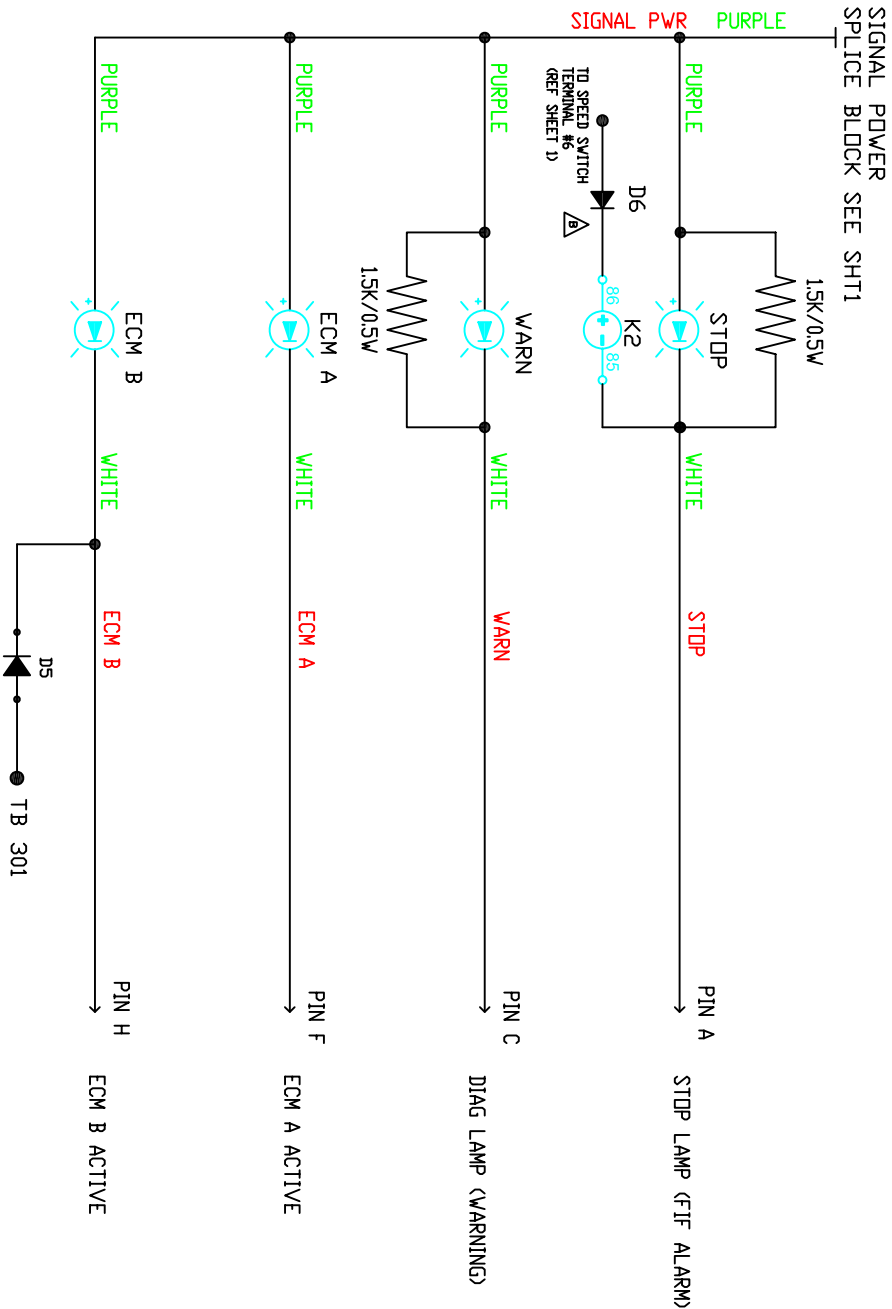 SIGNAL POWER
SPLICE BLOCK SEE SHT1
SIGNAL PWR
PURPLE
1.5K/0.5W
PURPLE
STOP
WHITE
STOP
PIN A
STOP LAMP (FIF ALARM)
TO SPEED SWITCH
TERMINAL #6
(REF SHEET 1)
D6
B
86
K2
85
PURPLE
WARN
WHITE
WARN
PIN C
DIAG LAMP (WARNING)
1.5K/0.5W
PURPLE
ECM A
WHITE
ECM A
PIN F
ECM A ACTIVE
PURPLE
ECM B
WHITE
ECM B
PIN H
ECM B ACTIVE
D5
TB 301